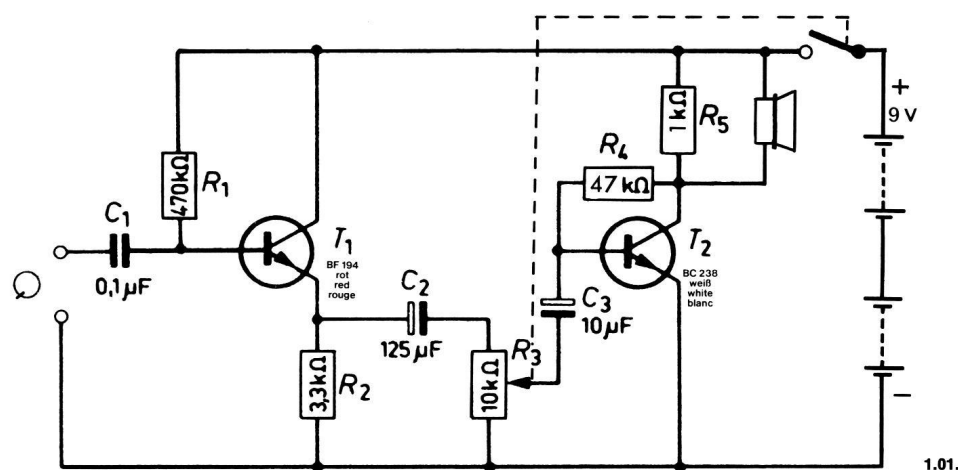 470kΩ
R1
C1
0,1µF
T1
BF 194
rot
red
rouge
C2
125µF
3,3kΩ
R2
10kΩ
R3
R4
47kΩ
1kΩ
R5
T2
BC 238
weiß
white
blanc
C3
10µF
+
9 V
−
1.01.